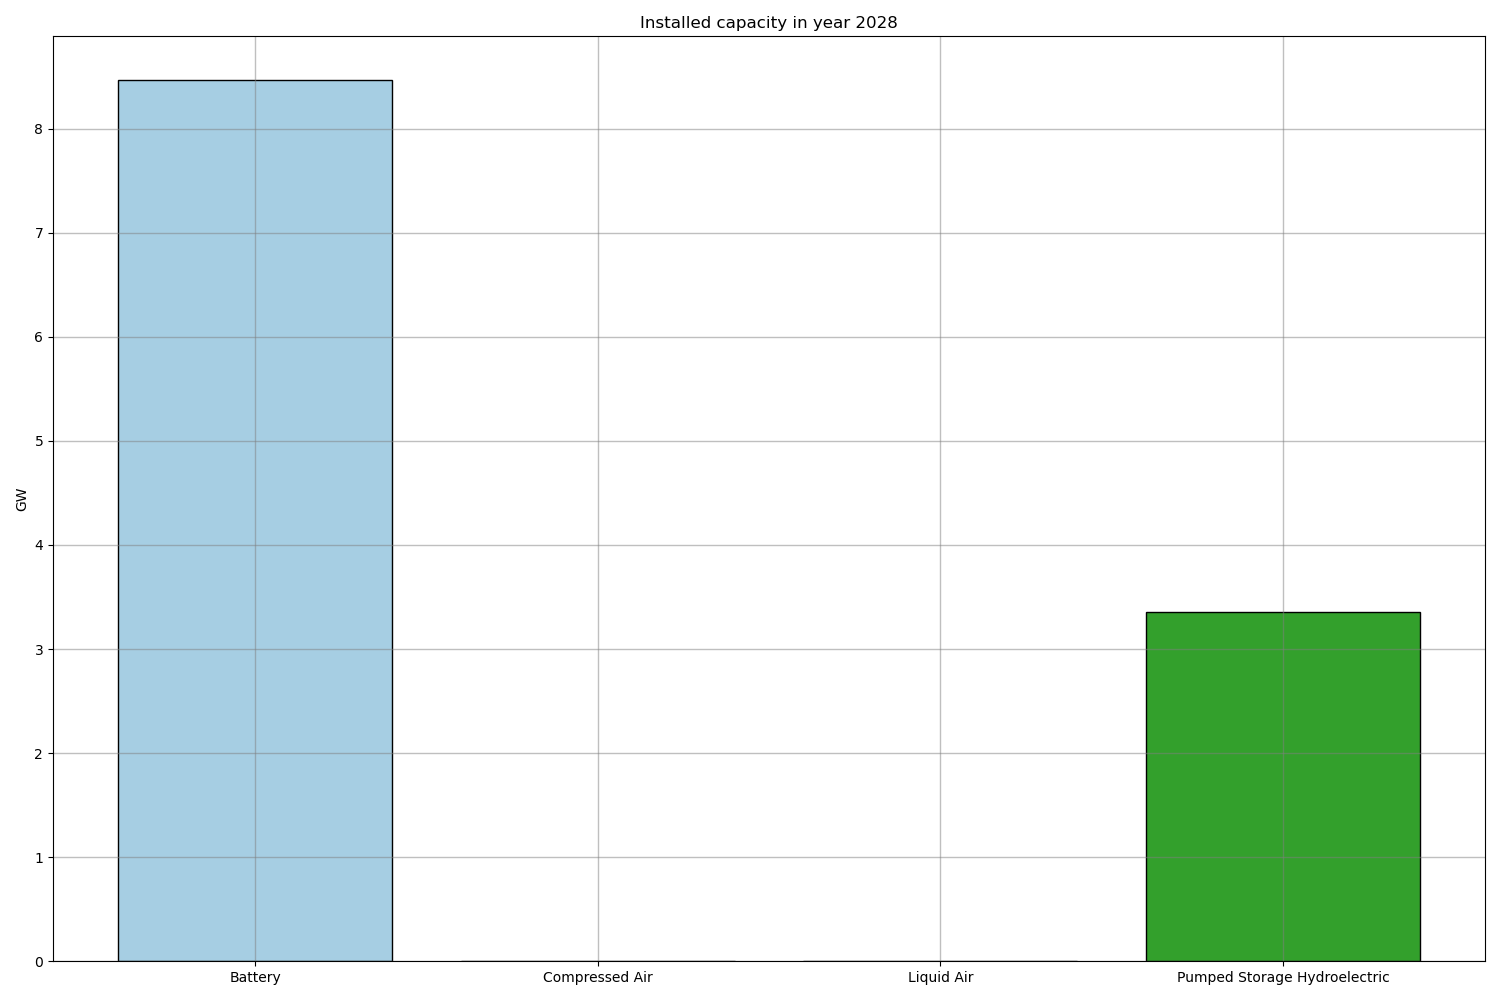 Installed capacity in year 2028
GW
8
7
6
5
4
3
2
1
0
Battery
Compressed Air
Liquid Air
Pumped Storage Hydroelectric